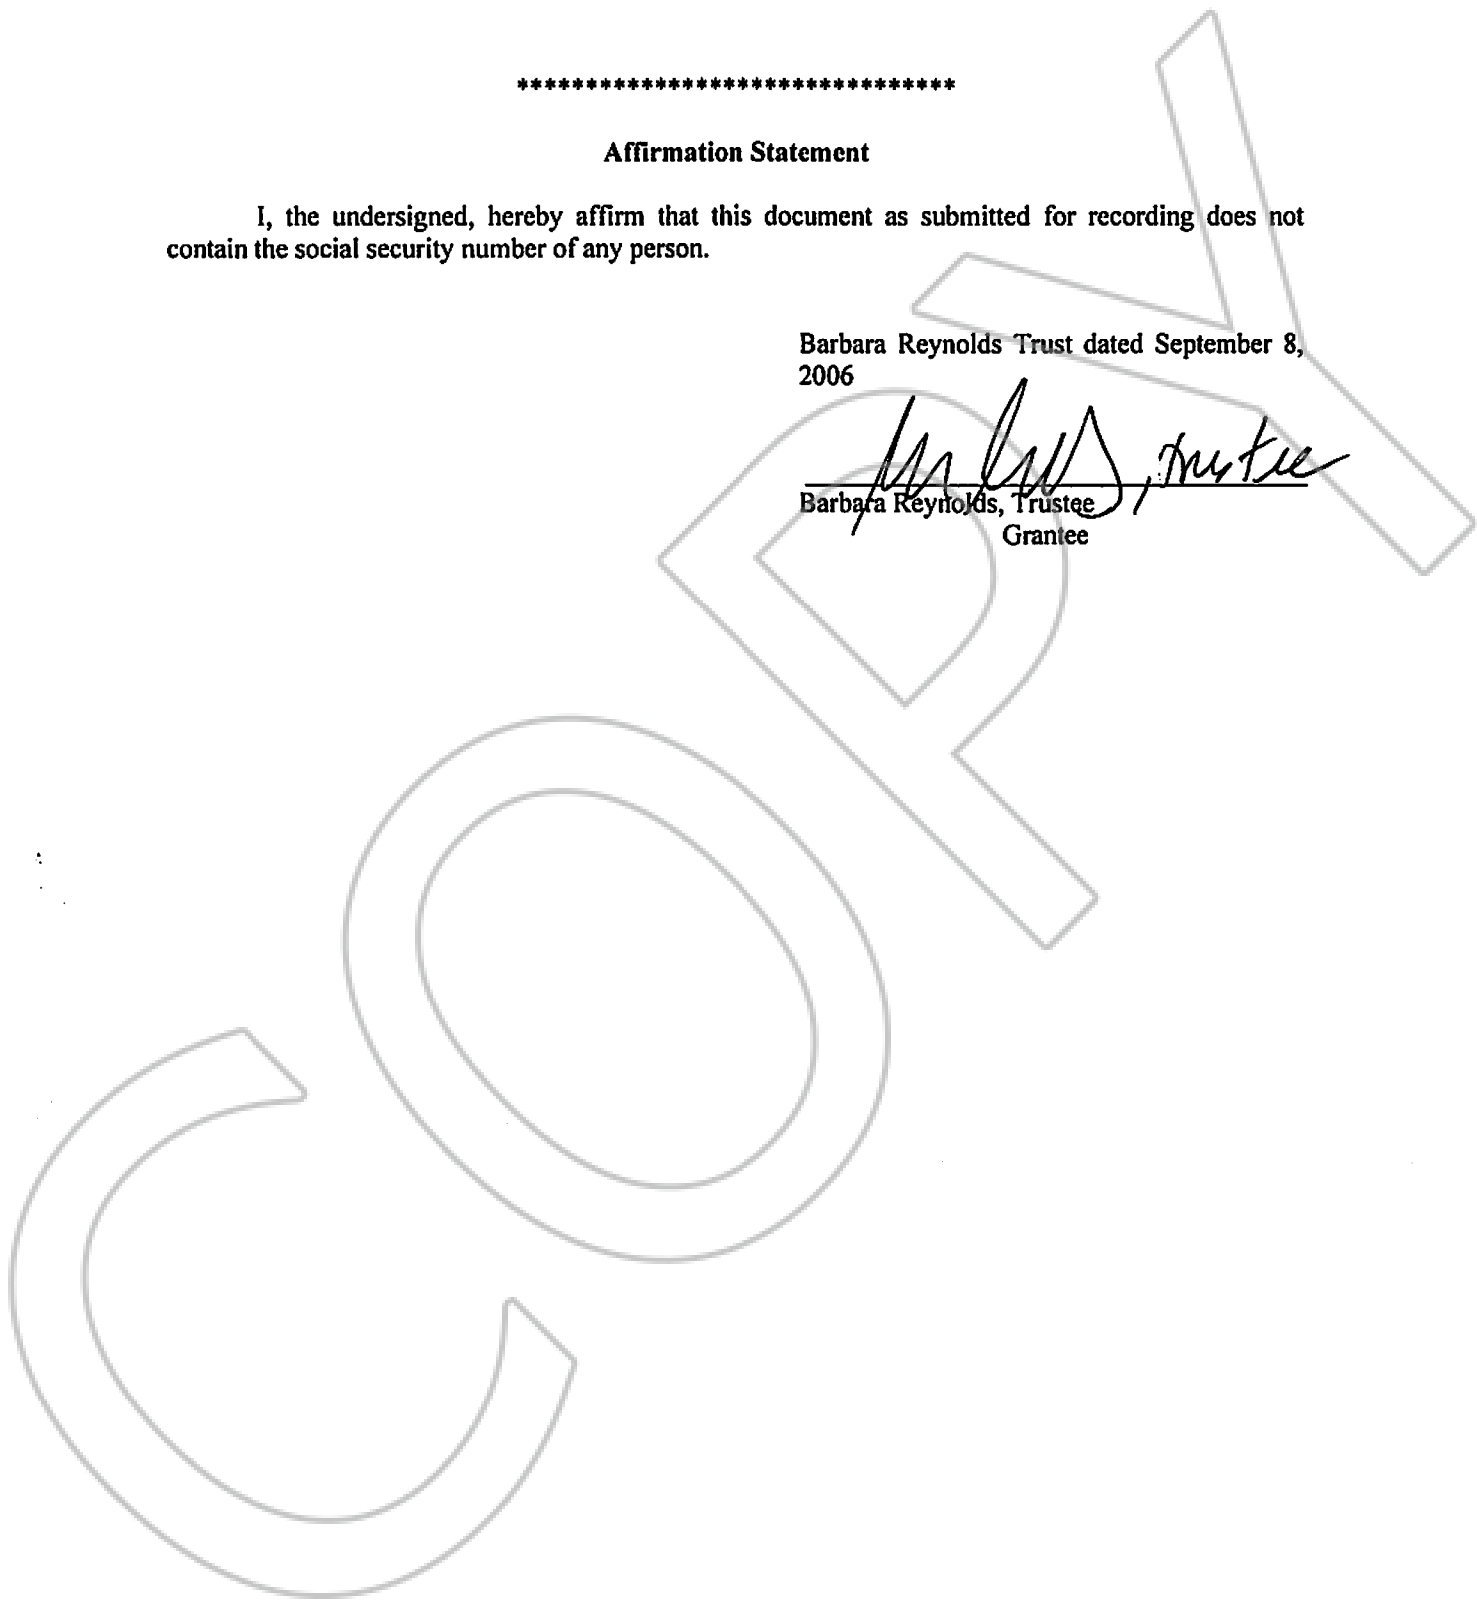 ********************************
Affirmation Statement
I, the undersigned, hereby affirm that this document as submitted for recording does not
contain the social security number of any person.
Barbara Reynolds Trust dated September 8,
2006
, trustee
Barbara Reynolds, Trustee
Grantee
COPY